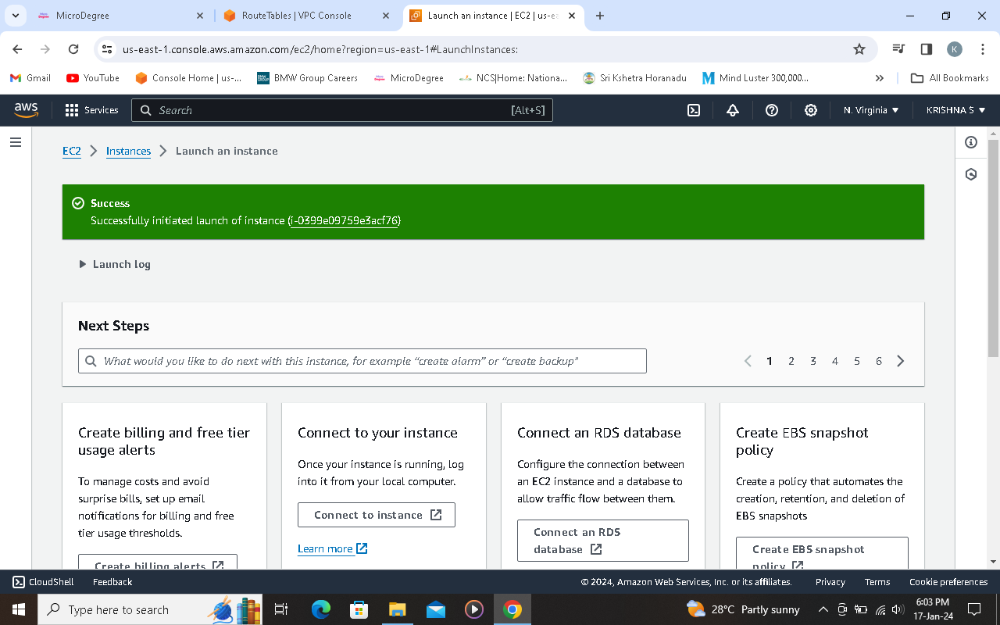 MicroDegree
RouteTables | VPC Console
Launch an instance | EC2 | us-ea
us-east-1.console.aws.amazon.com/ec2/home?region=us-east-1#LaunchInstances:
K
Gmail
YouTube
Console Home | us-...
BMW Group Careers
MicroDegree
NCS|Home: Nationa...
Sri Kshetra Horanadu
Mind Luster 300,000...
All Bookmarks
aws
Services
Search
[Alt+S]
N. Virginia
KRISHNA S
EC2
Instances
Launch an instance
Success
Successfully initiated launch of instance (i-0399e09759e3acf76)
Launch log
Next Steps
What would you like to do next with this instance, for example “create alarm” or “create backup”
1 2 3 4 5 6
Create billing and free tier
usage alerts
To manage costs and avoid
surprise bills, set up email
notifications for billing and free
tier usage thresholds.
Create billing alerts
Connect to your instance
Once your instance is running, log
into it from your local computer.
Connect to instance
Learn more
Connect an RDS database
Configure the connection between
an EC2 instance and a database to
allow traffic flow between them.
Connect an RDS
database
Create EBS snapshot
policy
Create a policy that automates the
creation, retention, and deletion of
EBS snapshots
Create EBS snapshot
policy
CloudShell
Feedback
© 2024, Amazon Web Services, Inc. or its affiliates.
Privacy
Terms
Cookie preferences
Type here to search
28°C Partly sunny
6:03 PM
17-Jan-24